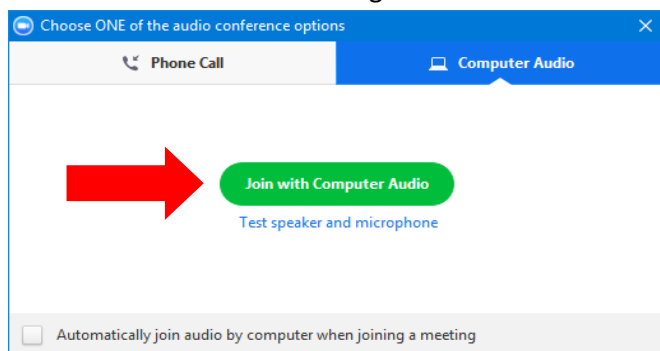 Choose ONE of the audio conference options
Phone Call
Computer Audio
Join with Computer Audio
Test speaker and microphone
Automatically join audio by computer when joining a meeting